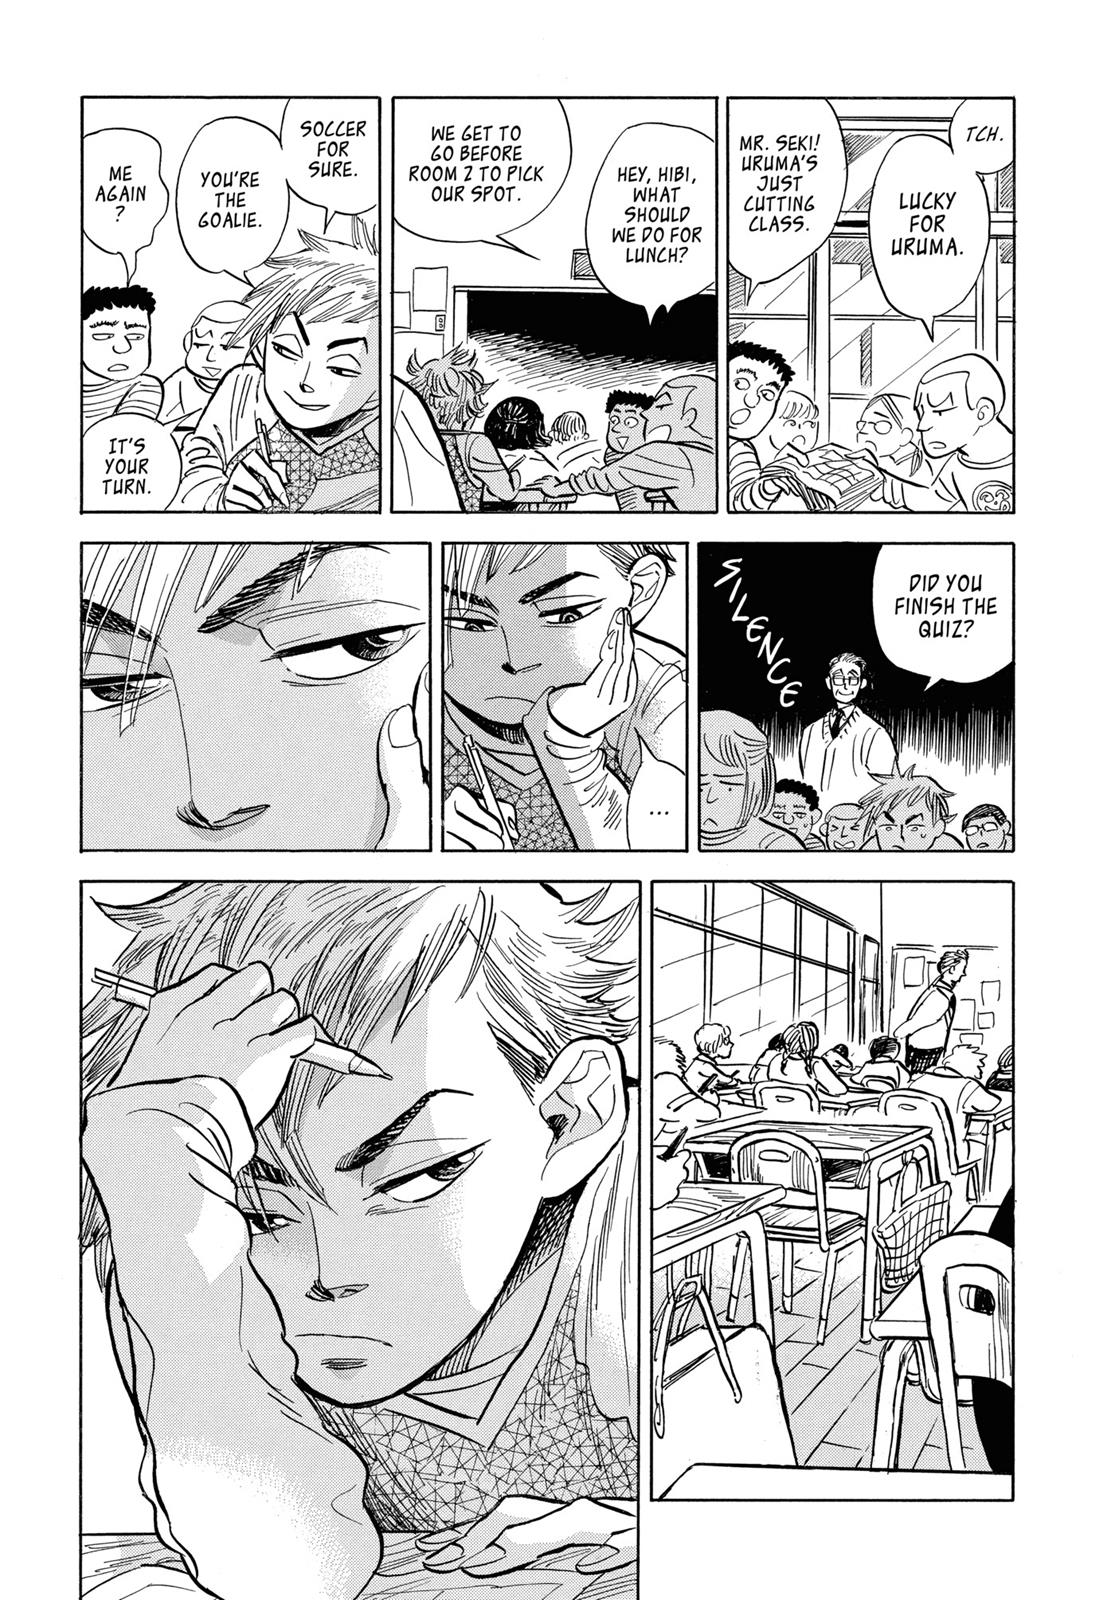 TCH.
LUCKY
FOR
URUMA.
MR. SEKI!
URUMA'S
JUST
CUTTING
CLASS.
HEY, HIBI,
WHAT
SHOULD
WE DO FOR
LUNCH?
WE GET TO
GO BEFORE
ROOM 2 TO PICK
OUR SPOT.
SOCCER
FOR
SURE.
YOU'RE
THE
GOALIE.
ME
AGAIN
?
IT'S
YOUR
TURN.
DID YOU
FINISH THE
QUIZ?
SILENCE
...